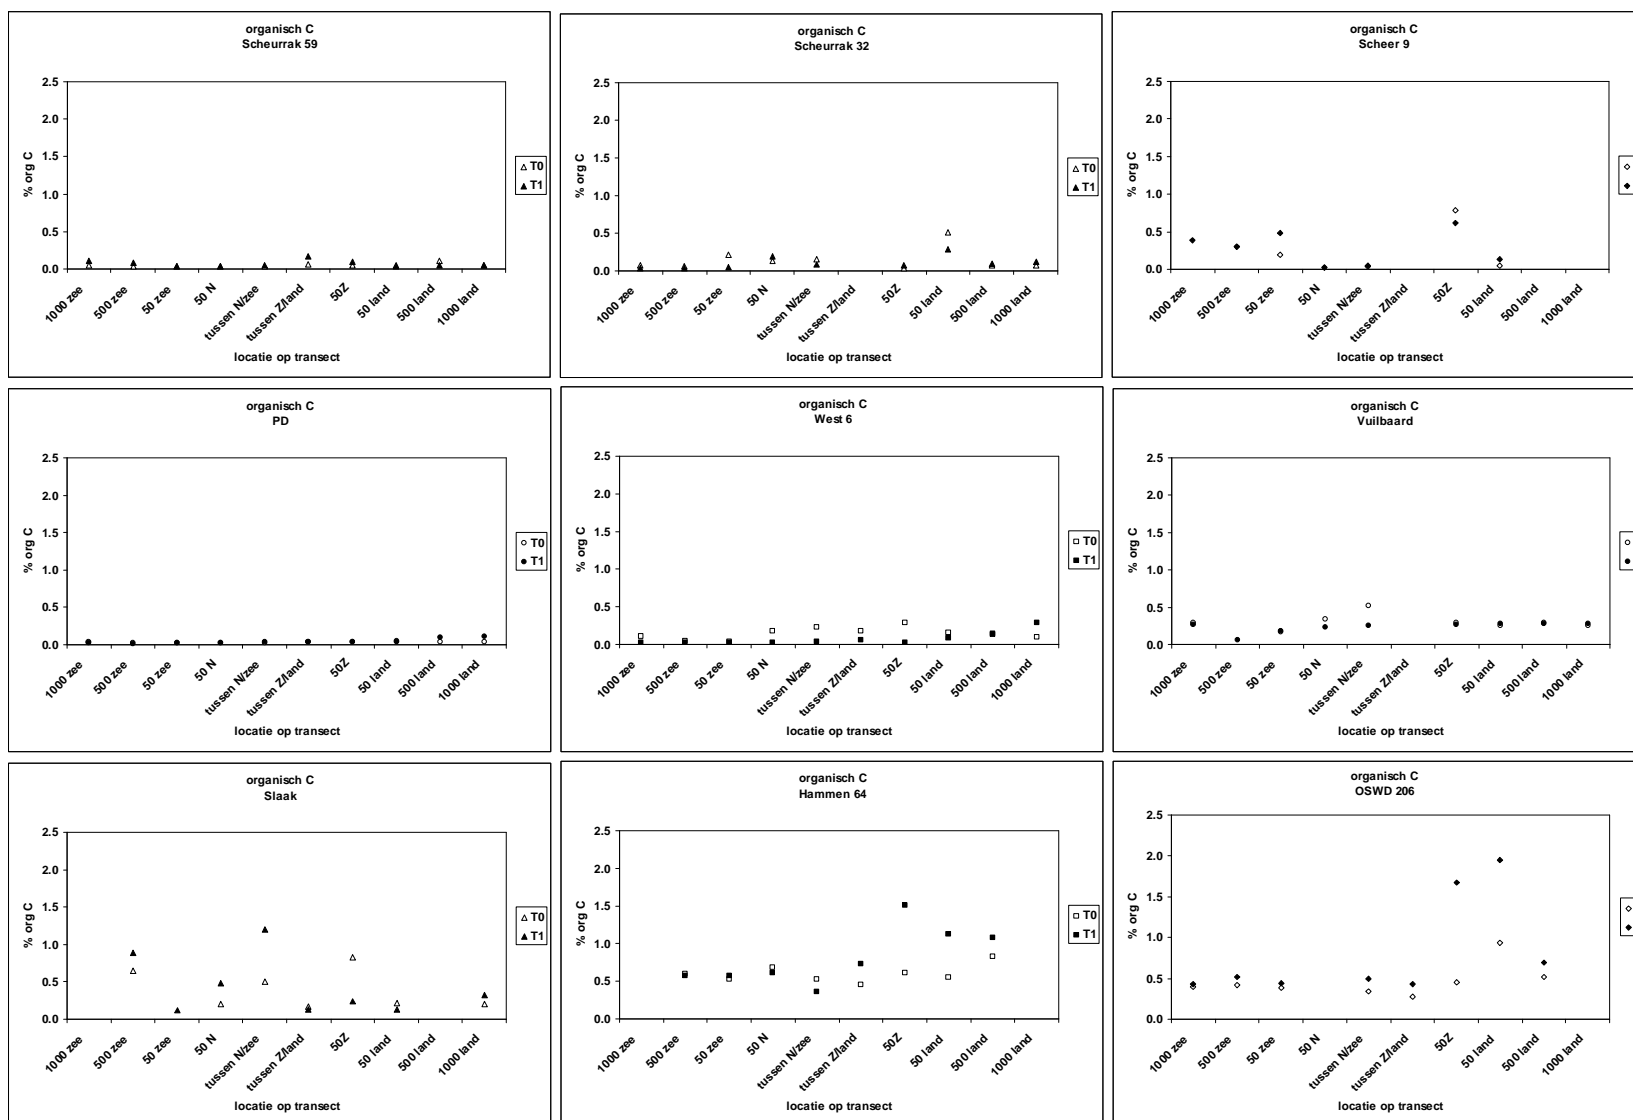 organisch C
Scheurrak 59
2.5
2.0
1.5
1.0
0.5
0.0
% org C
1000 zee
500 zee
50 zee
50 N
tussen N/zee
tussen Z/land
50Z
50 land
500 land
1000 land
locatie op transect
T0
T1
organisch C
Scheurrak 32
2.5
2.0
1.5
1.0
0.5
0.0
% org C
1000 zee
500 zee
50 zee
50 N
tussen N/zee
tussen Z/land
50Z
50 land
500 land
1000 land
locatie op transect
T0
T1
organisch C
Scheer 9
2.5
2.0
1.5
1.0
0.5
0.0
% org C
1000 zee
500 zee
50 zee
50 N
tussen N/zee
tussen Z/land
50Z
50 land
500 land
1000 land
locatie op transect
organisch C
PD
2.5
2.0
1.5
1.0
0.5
0.0
% org C
1000 zee
500 zee
50 zee
50 N
tussen N/zee
tussen Z/land
50Z
50 land
500 land
1000 land
locatie op transect
T0
T1
organisch C
West 6
2.5
2.0
1.5
1.0
0.5
0.0
% org C
1000 zee
500 zee
50 zee
50 N
tussen N/zee
tussen Z/land
50Z
50 land
500 land
1000 land
locatie op transect
T0
T1
organisch C
Vuilbaard
2.5
2.0
1.5
1.0
0.5
0.0
% org C
1000 zee
500 zee
50 zee
50 N
tussen N/zee
tussen Z/land
50Z
50 land
500 land
1000 land
locatie op transect
organisch C
Slaak
2.5
2.0
1.5
1.0
0.5
0.0
% org C
1000 zee
500 zee
50 zee
50 N
tussen N/zee
tussen Z/land
50Z
50 land
500 land
1000 land
locatie op transect
T0
T1
organisch C
Hammen 64
2.5
2.0
1.5
1.0
0.5
0.0
% org C
1000 zee
500 zee
50 zee
50 N
tussen N/zee
tussen Z/land
50Z
50 land
500 land
1000 land
locatie op transect
T0
T1
organisch C
OSWD 206
2.5
2.0
1.5
1.0
0.5
0.0
% org C
1000 zee
500 zee
50 zee
50 N
tussen N/zee
tussen Z/land
50Z
50 land
500 land
1000 land
locatie op transect